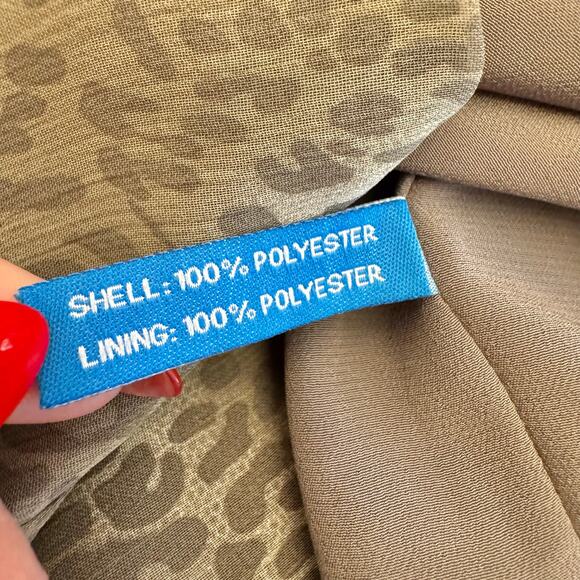 SHELL: 100% POLYESTER
LINING: 100% POLYESTER